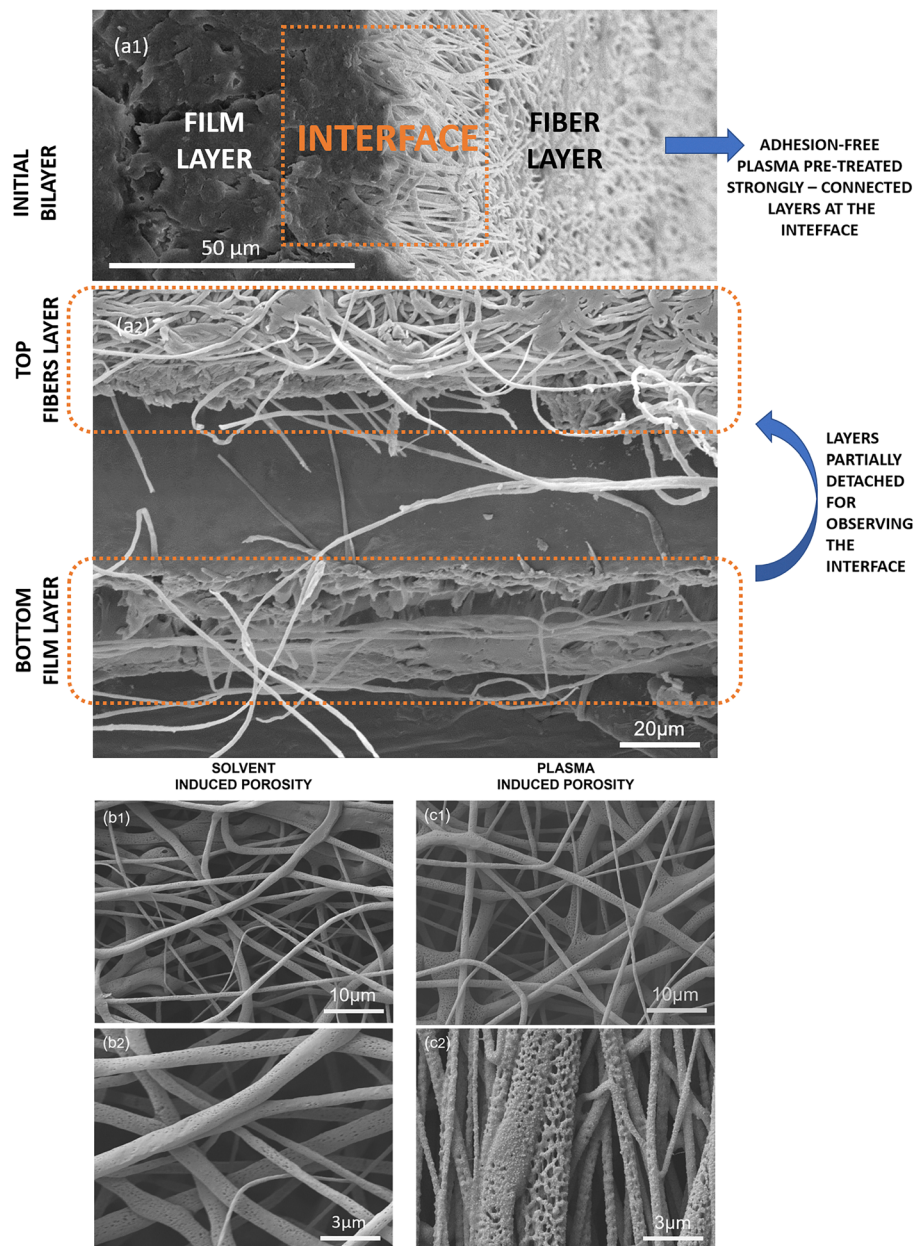 (a1)
INITIAL
BILAYER
FILM
LAYER
INTERFACE
FIBER
LAYER
50 µm
ADHESION-FREE
PLASMA PRE-TREATED
STRONGLY – CONNECTED
LAYERS AT THE
INTEFFACE
(a2)
TOP
FIBERS LAYER
LAYERS
PARTIALLY
DETACHED
FOR
OBSERVING
THE
INTERFACE
BOTTOM
FILM LAYER
20µm
SOLVENT
INDUCED POROSITY
PLASMA
INDUCED POROSITY
(b1)
10µm
(c1)
10µm
(b2)
3µm
(c2)
3µm